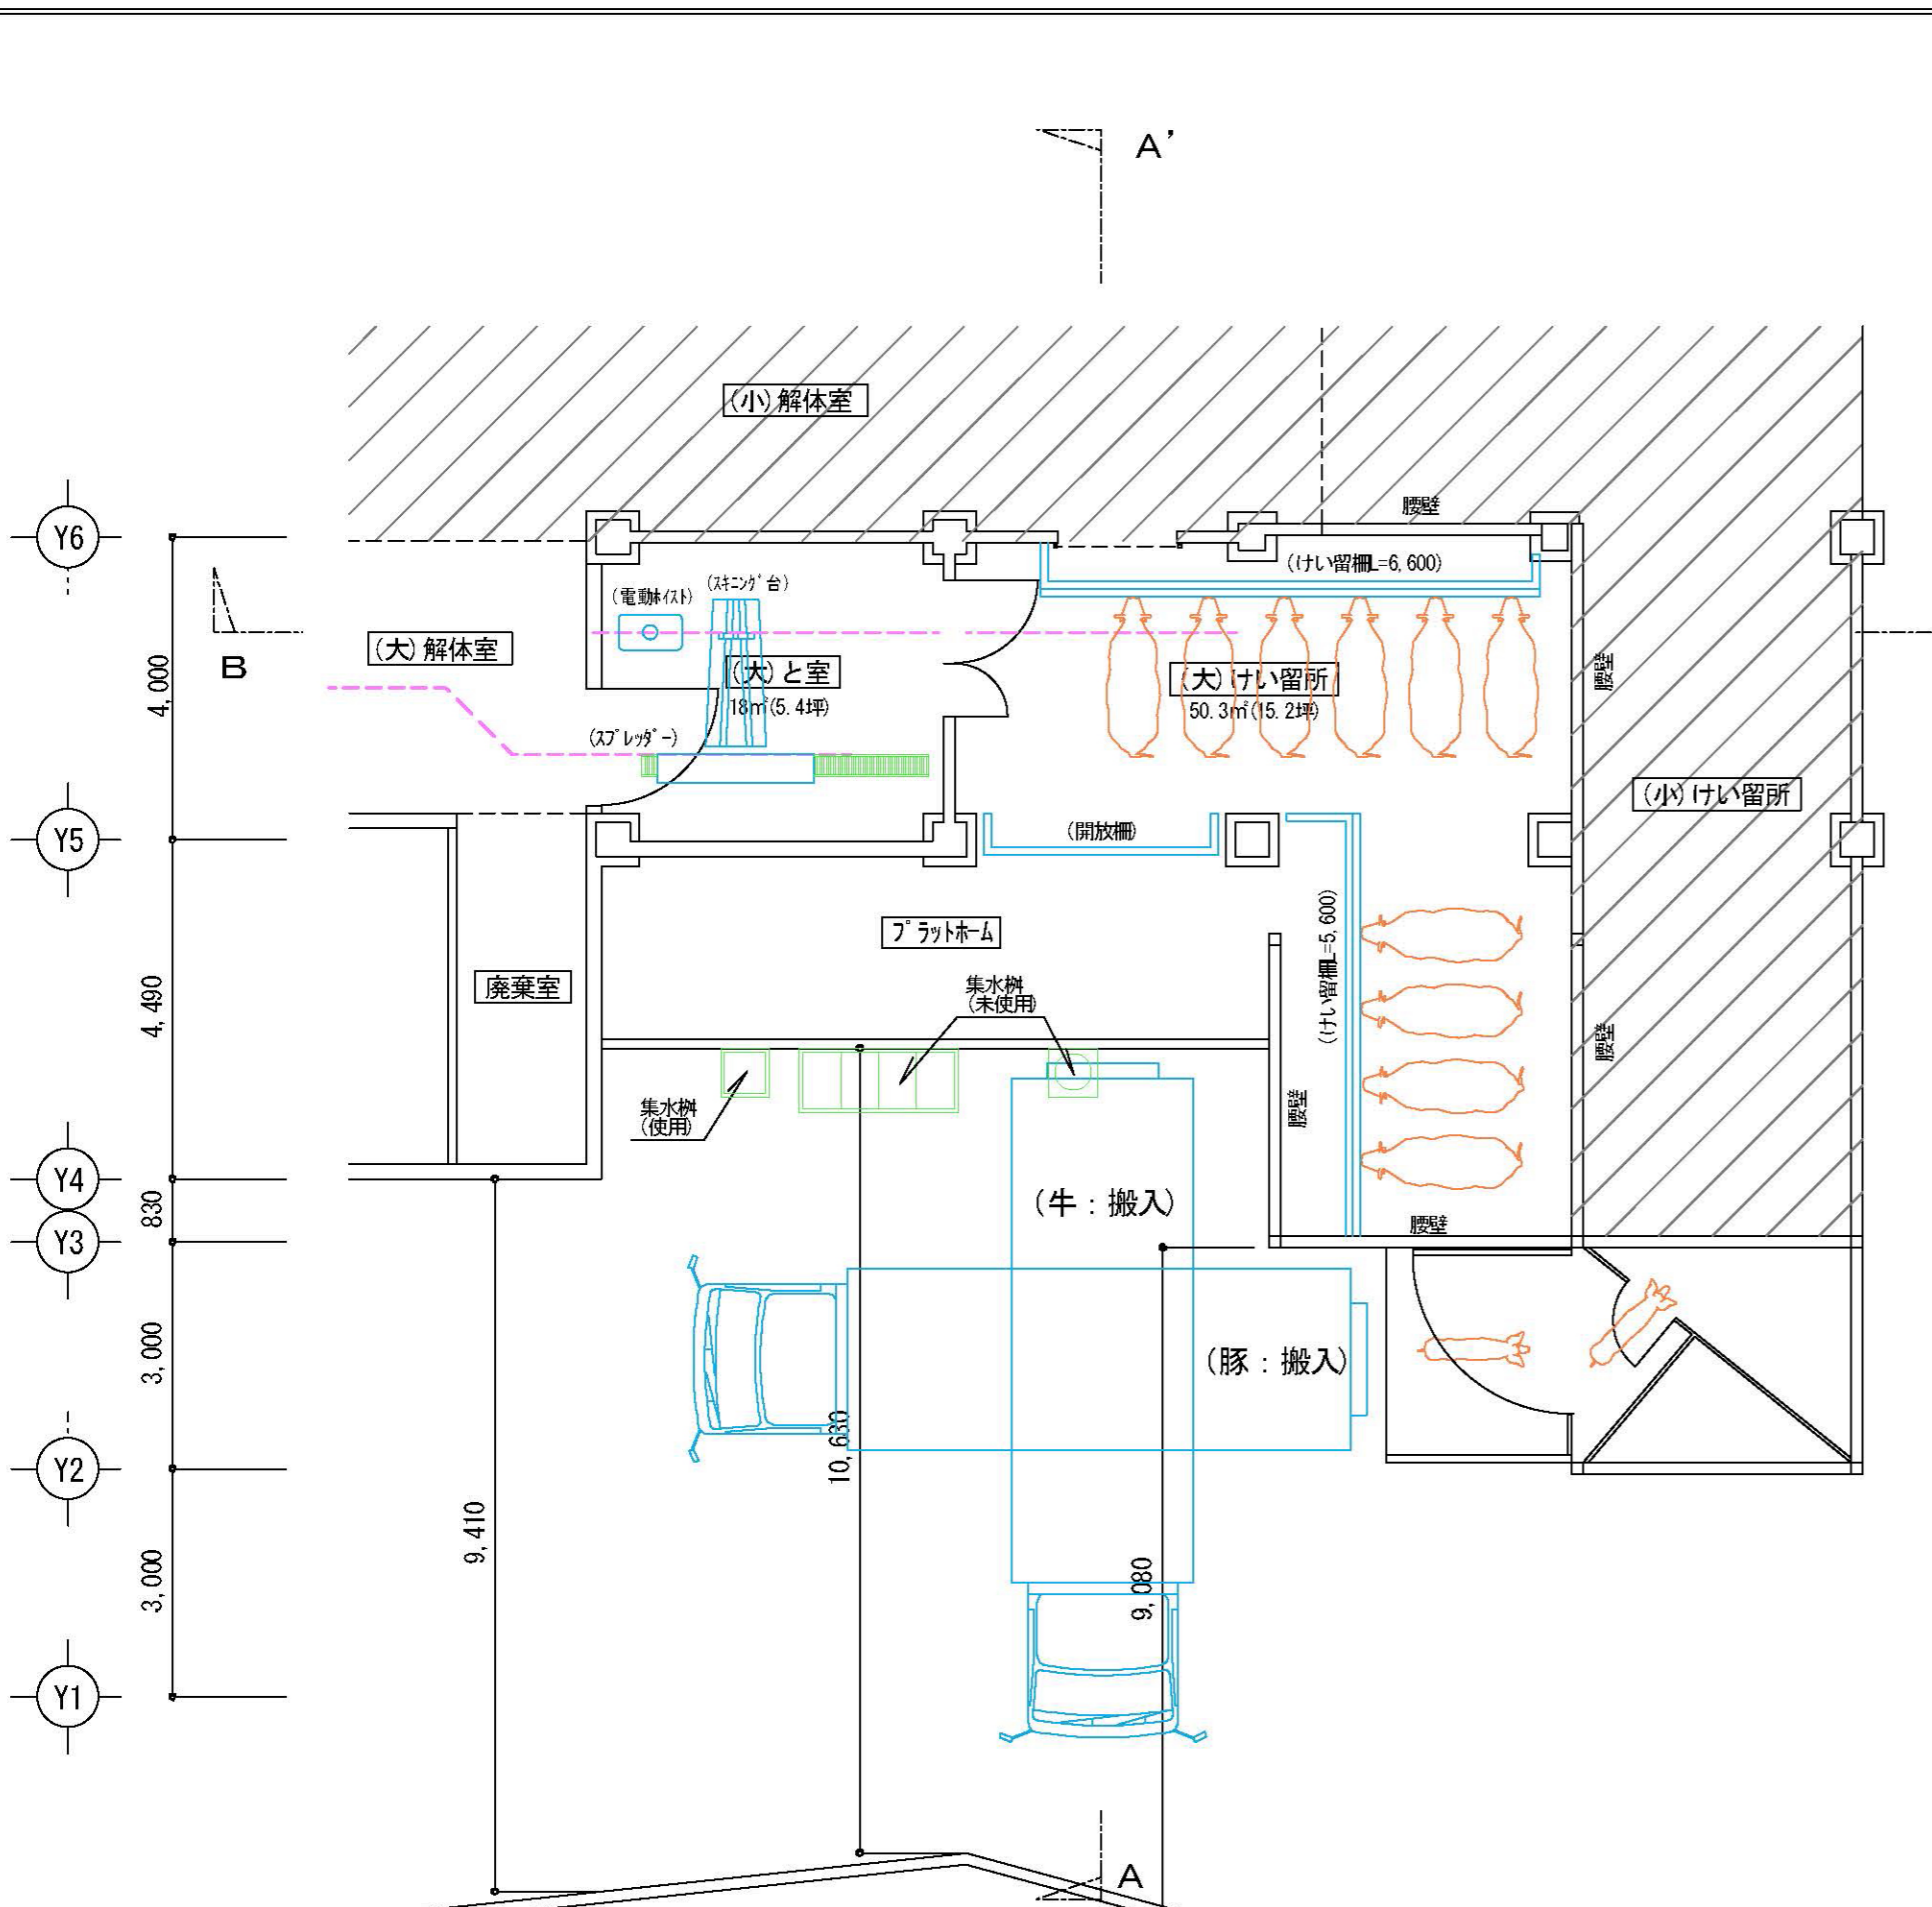 A'
(小)解体室
Y6
腰壁
(けい留柵L=6,600)
(スキニング台)
(電動ホイスト)
(大)解体室
(大)と室
18㎡(5.4坪)
(大)けい留所
50.3㎡(15.2坪)
腰壁
B
4,000
(スプレッダー)
(小)けい留所
Y5
(開放柵)
プラットホーム
(けい留柵L=5,600)
廃棄室
集水桝
(未使用)
4,490
腰壁
集水桝
(使用)
腰壁
Y4
830
(牛：搬入)
腰壁
Y3
3,000
(豚：搬入)
10,630
Y2
9,410
9,080
3,000
Y1
A